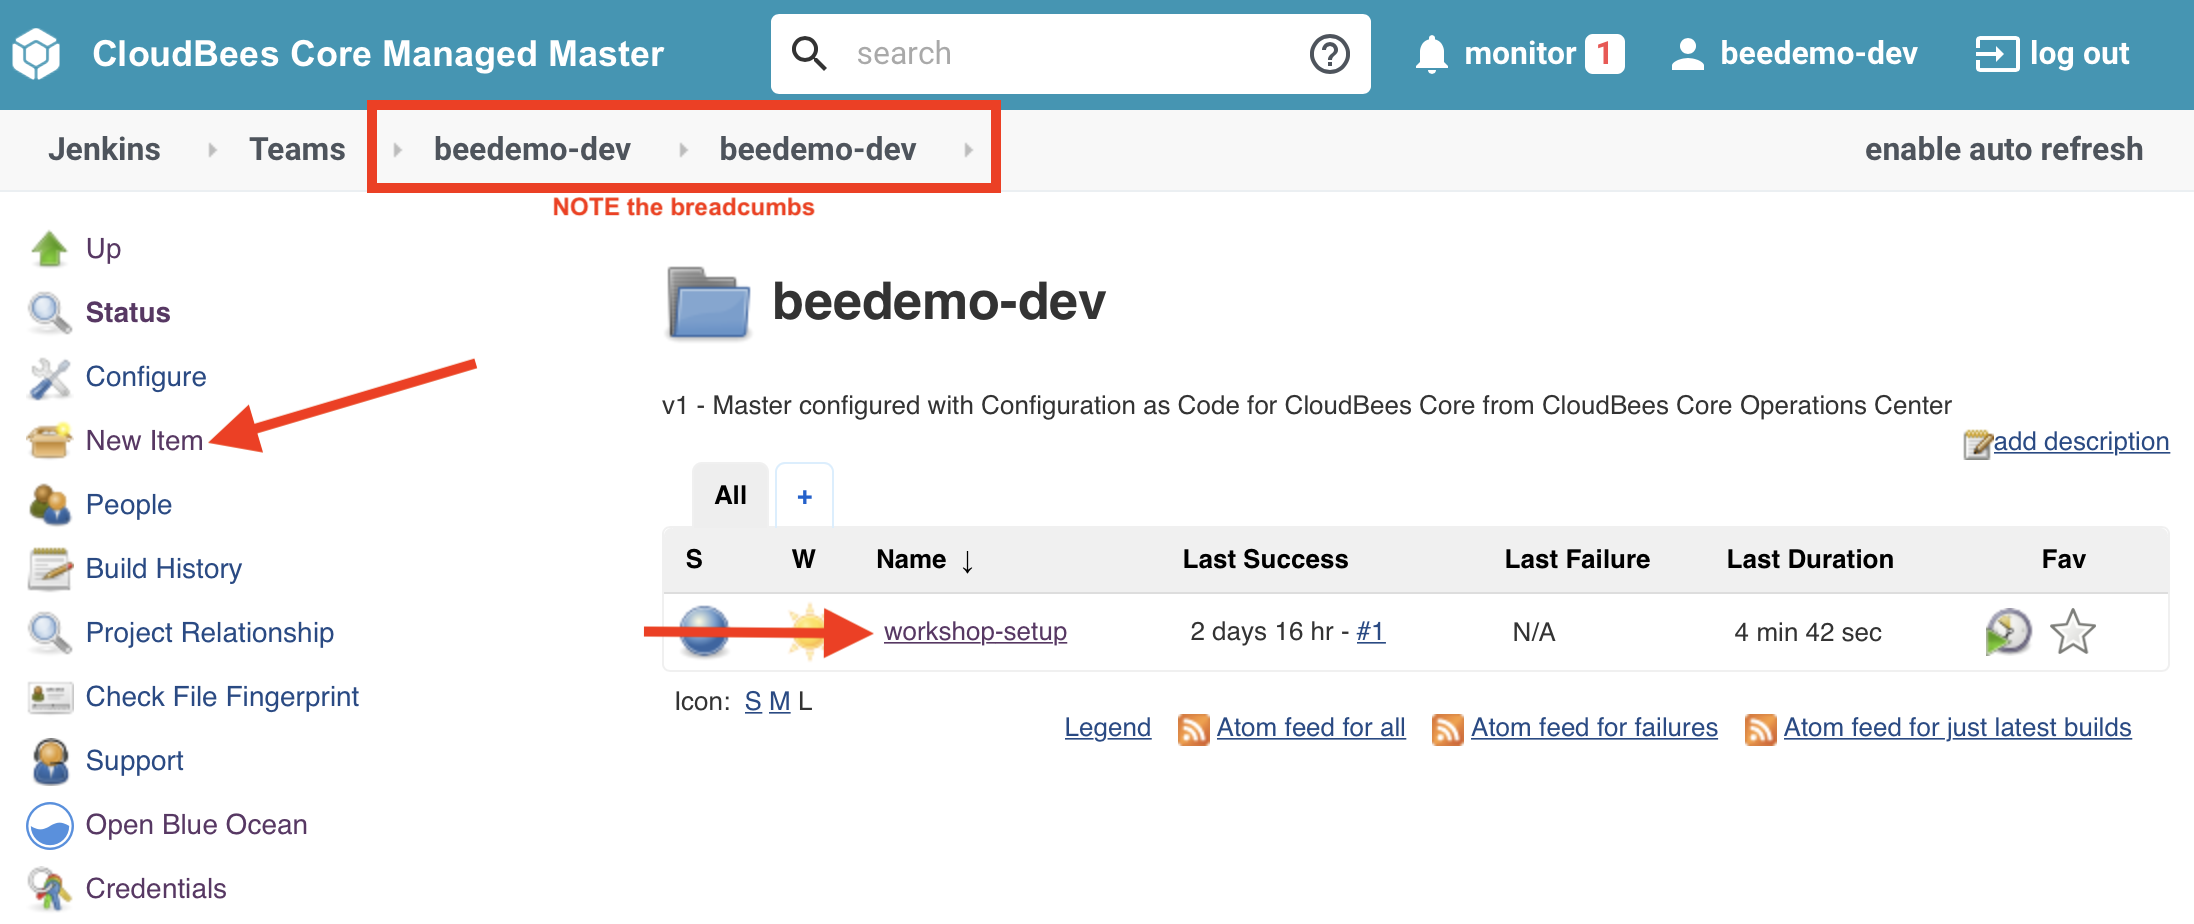 CloudBees Core Managed Master
search
monitor 1
beedemo-dev
log out
Jenkins
Teams
beedemo-dev
beedemo-dev
enable auto refresh
NOTE the breadcumbs
Up
Status
Configure
New Item
People
Build History
Project Relationship
Check File Fingerprint
Support
Open Blue Ocean
Credentials
beedemo-dev
v1 - Master configured with Configuration as Code for CloudBees Core from CloudBees Core Operations Center
add description
All +
S W Name ↓ Last Success Last Failure Last Duration Fav
workshop-setup 2 days 16 hr - #1 N/A 4 min 42 sec
Icon: S M L
Legend Atom feed for all Atom feed for failures Atom feed for just latest builds